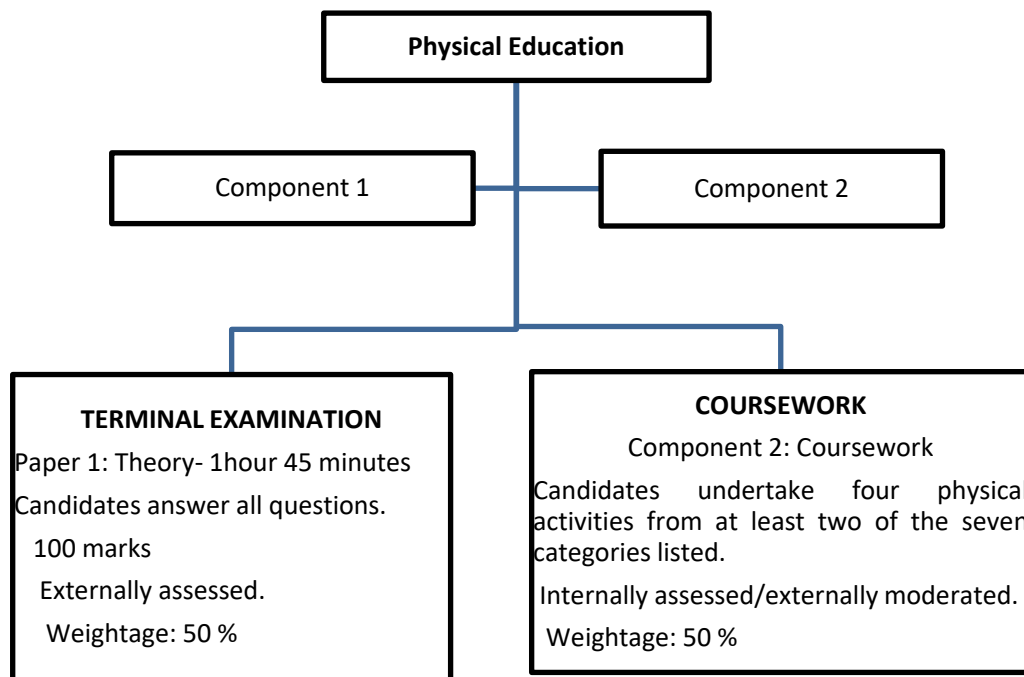 Physical Education
Component 1
Component 2
TERMINAL EXAMINATION
Paper 1: Theory- 1hour 45 minutes
Candidates answer all questions.
100 marks
Externally assessed.
Weightage: 50 %
COURSEWORK
Component 2: Coursework
Candidates undertake four physical
activities from at least two of the seven
categories listed.
Internally assessed/externally moderated.
Weightage: 50 %